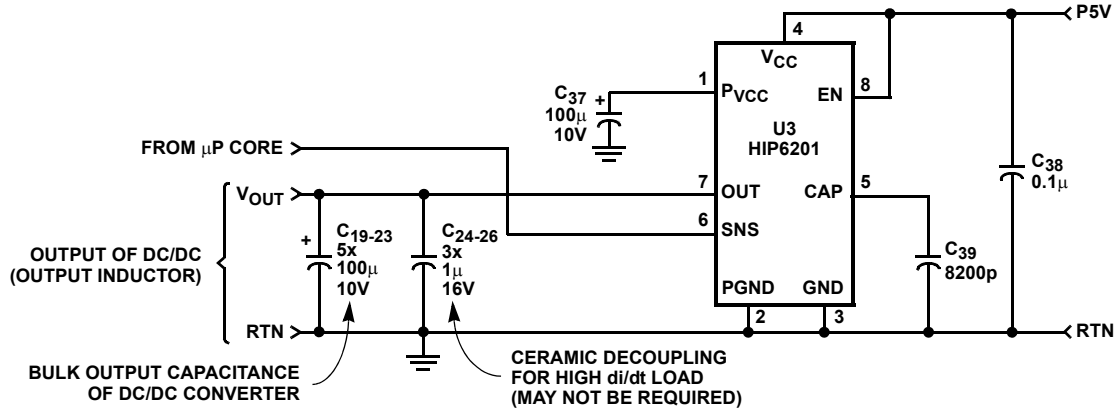 P5V
4
VCC
1
PVCC
EN
8
C37
100μ
10V
+
U3
HIP6201
FROM μP CORE
C38
0.1μ
VOUT
7
OUT
CAP
5
6
SNS
OUTPUT OF DC/DC
(OUTPUT INDUCTOR)
+
C19-23
5x
100μ
10V
C24-26
3x
1μ
16V
C39
8200p
PGND
GND
2
3
RTN
RTN
BULK OUTPUT CAPACITANCE
OF DC/DC CONVERTER
CERAMIC DECOUPLING
FOR HIGH di/dt LOAD
(MAY NOT BE REQUIRED)